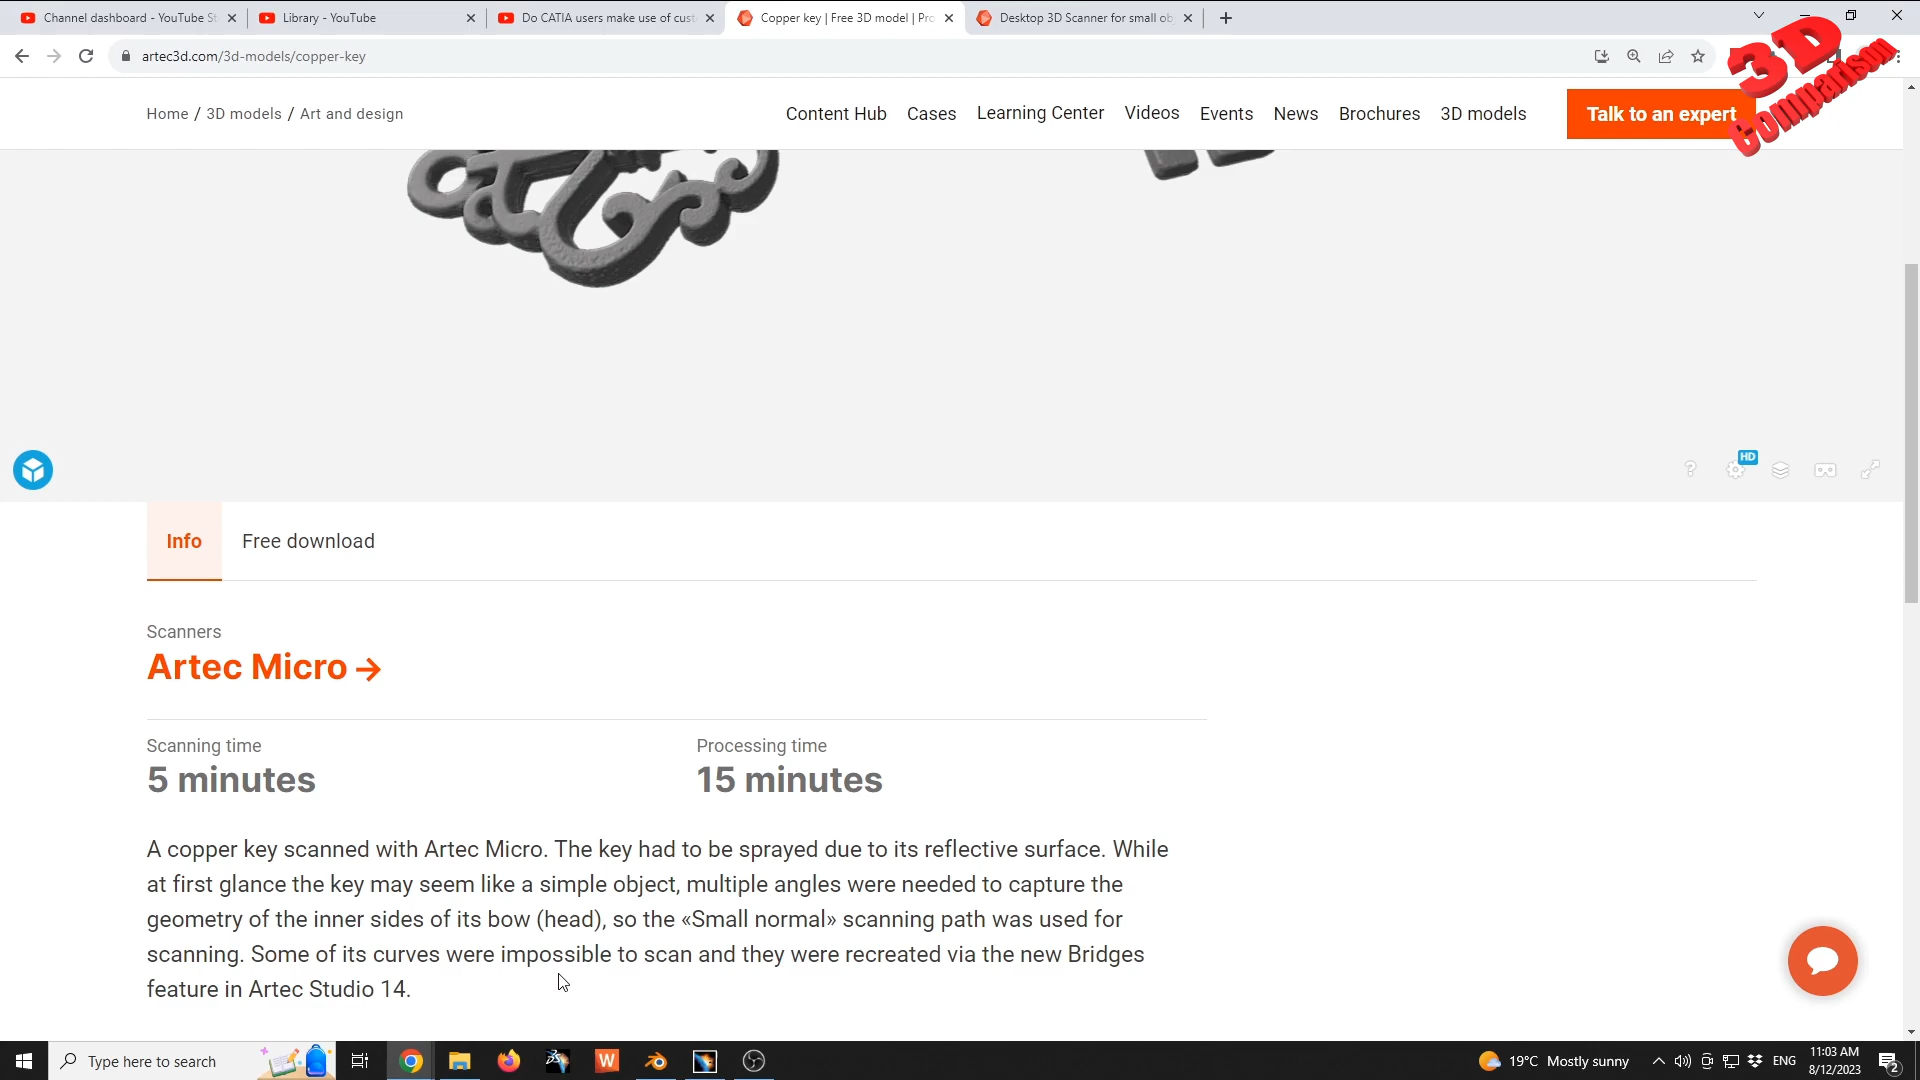 Channel dashboard - YouTube St
Library - YouTube
Do CATIA users make use of cust
Copper key | Free 3D model | Pro
Desktop 3D Scanner for small ob
artec3d.com/3d-models/copper-key
3D
Comparison
Home / 3D models / Art and design
Content Hub
Cases
Learning Center
Videos
Events
News
Brochures
3D models
Talk to an expert
?
HD
Info
Free download
Scanners
Artec Micro →
Scanning time
5 minutes
Processing time
15 minutes
A copper key scanned with Artec Micro. The key had to be sprayed due to its reflective surface. While
at first glance the key may seem like a simple object, multiple angles were needed to capture the
geometry of the inner sides of its bow (head), so the «Small normal» scanning path was used for
scanning. Some of its curves were impossible to scan and they were recreated via the new Bridges
feature in Artec Studio 14.
Type here to search
W
19°C Mostly sunny
ENG
11:03 AM
8/12/2023
2